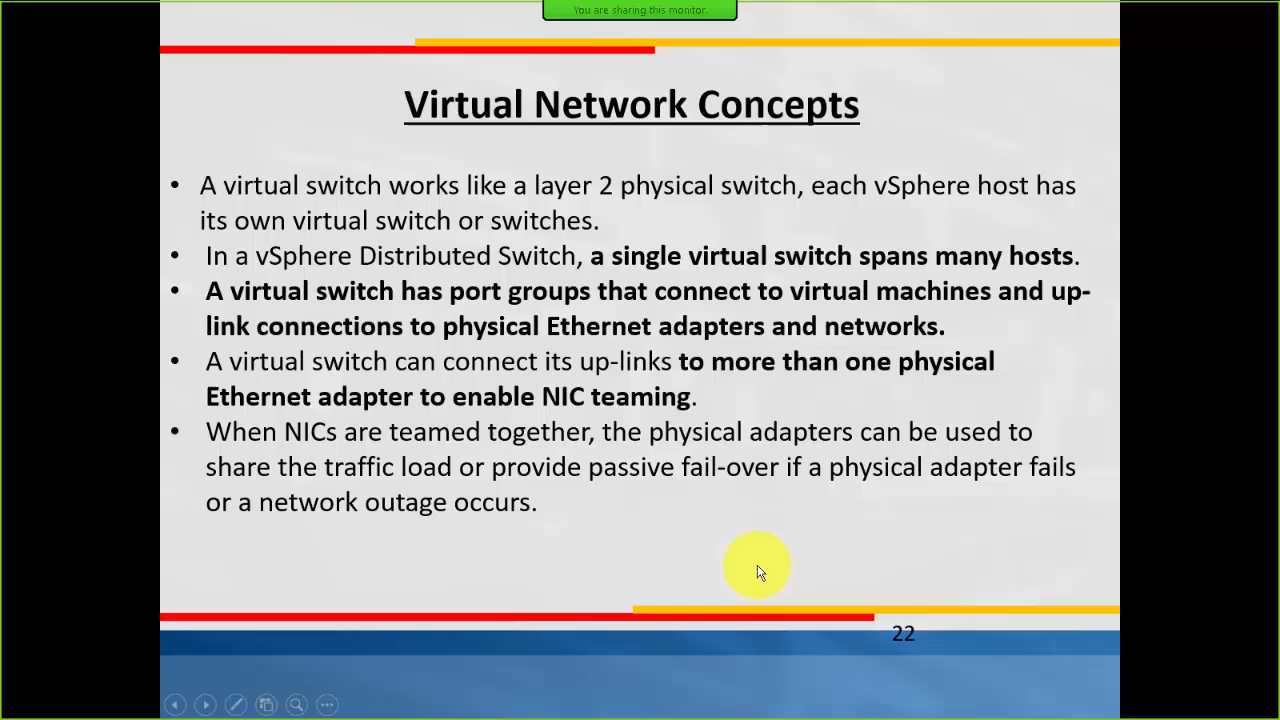 You are sharing this monitor.
Virtual Network Concepts
• A virtual switch works like a layer 2 physical switch, each vSphere host has
its own virtual switch or switches.
• In a vSphere Distributed Switch, a single virtual switch spans many hosts.
• A virtual switch has port groups that connect to virtual machines and up-
link connections to physical Ethernet adapters and networks.
• A virtual switch can connect its up-links to more than one physical
Ethernet adapter to enable NIC teaming.
• When NICs are teamed together, the physical adapters can be used to
share the traffic load or provide passive fail-over if a physical adapter fails
or a network outage occurs.
22